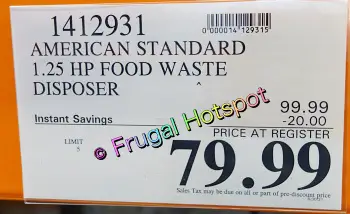 1412931
0000014129315
AMERICAN STANDARD
1.25 HP FOOD WASTE
DISPOSER
99.99
Instant Savings -20.00
© Frugal Hotspot
PRICE AT REGISTER
LIMIT
5
79.99
Sales Tax may be due on all or part of pre-discount price